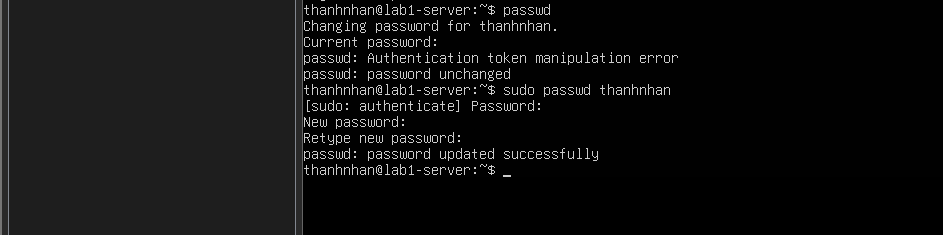 thanhnhan@lab1-server:~$ passwd
Changing password for thanhnhan.
Current password:
passwd: Authentication token manipulation error
passwd: password unchanged
thanhnhan@lab1-server:~$ sudo passwd thanhnhan
[sudo: authenticate] Password:
New password:
Retype new password:
passwd: password updated successfully
thanhnhan@lab1-server:~$ _